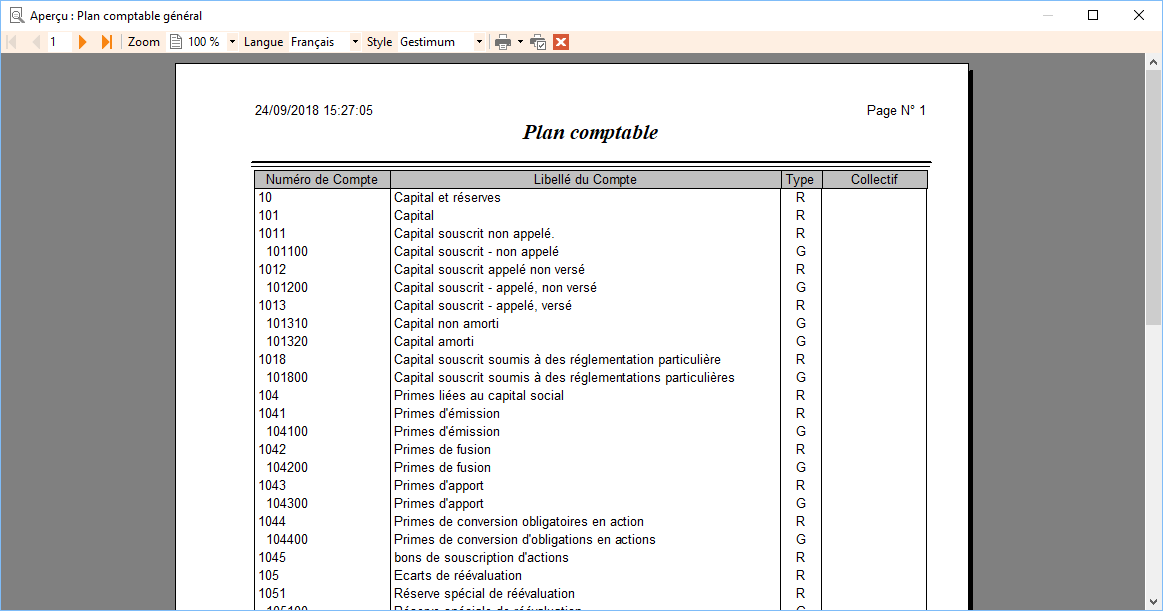 Aperçu : Plan comptable général
1 Zoom 100 % Langue Français Style Gestimum
24/09/2018 15:27:05 Page N° 1
Plan comptable
Numéro de Compte Libellé du Compte Type Collectif
10 Capital et réserves R
101 Capital R
1011 Capital souscrit non appelé. R
101100 Capital souscrit - non appelé G
1012 Capital souscrit appelé non versé R
101200 Capital souscrit - appelé, non versé G
1013 Capital souscrit - appelé, versé R
101310 Capital non amorti G
101320 Capital amorti G
1018 Capital souscrit soumis à des réglementation particulière R
101800 Capital souscrit soumis à des réglementations particulières G
104 Primes liées au capital social R
1041 Primes d'émission R
104100 Primes d'émission G
1042 Primes de fusion R
104200 Primes de fusion G
1043 Primes d'apport R
104300 Primes d'apport G
1044 Primes de conversion obligatoires en action R
104400 Primes de conversion d'obligations en actions G
1045 bons de souscription d'actions R
105 Ecarts de réévaluation R
1051 Réserve spécial de réévaluation R
105100 Réserve spéciale de réévaluation G